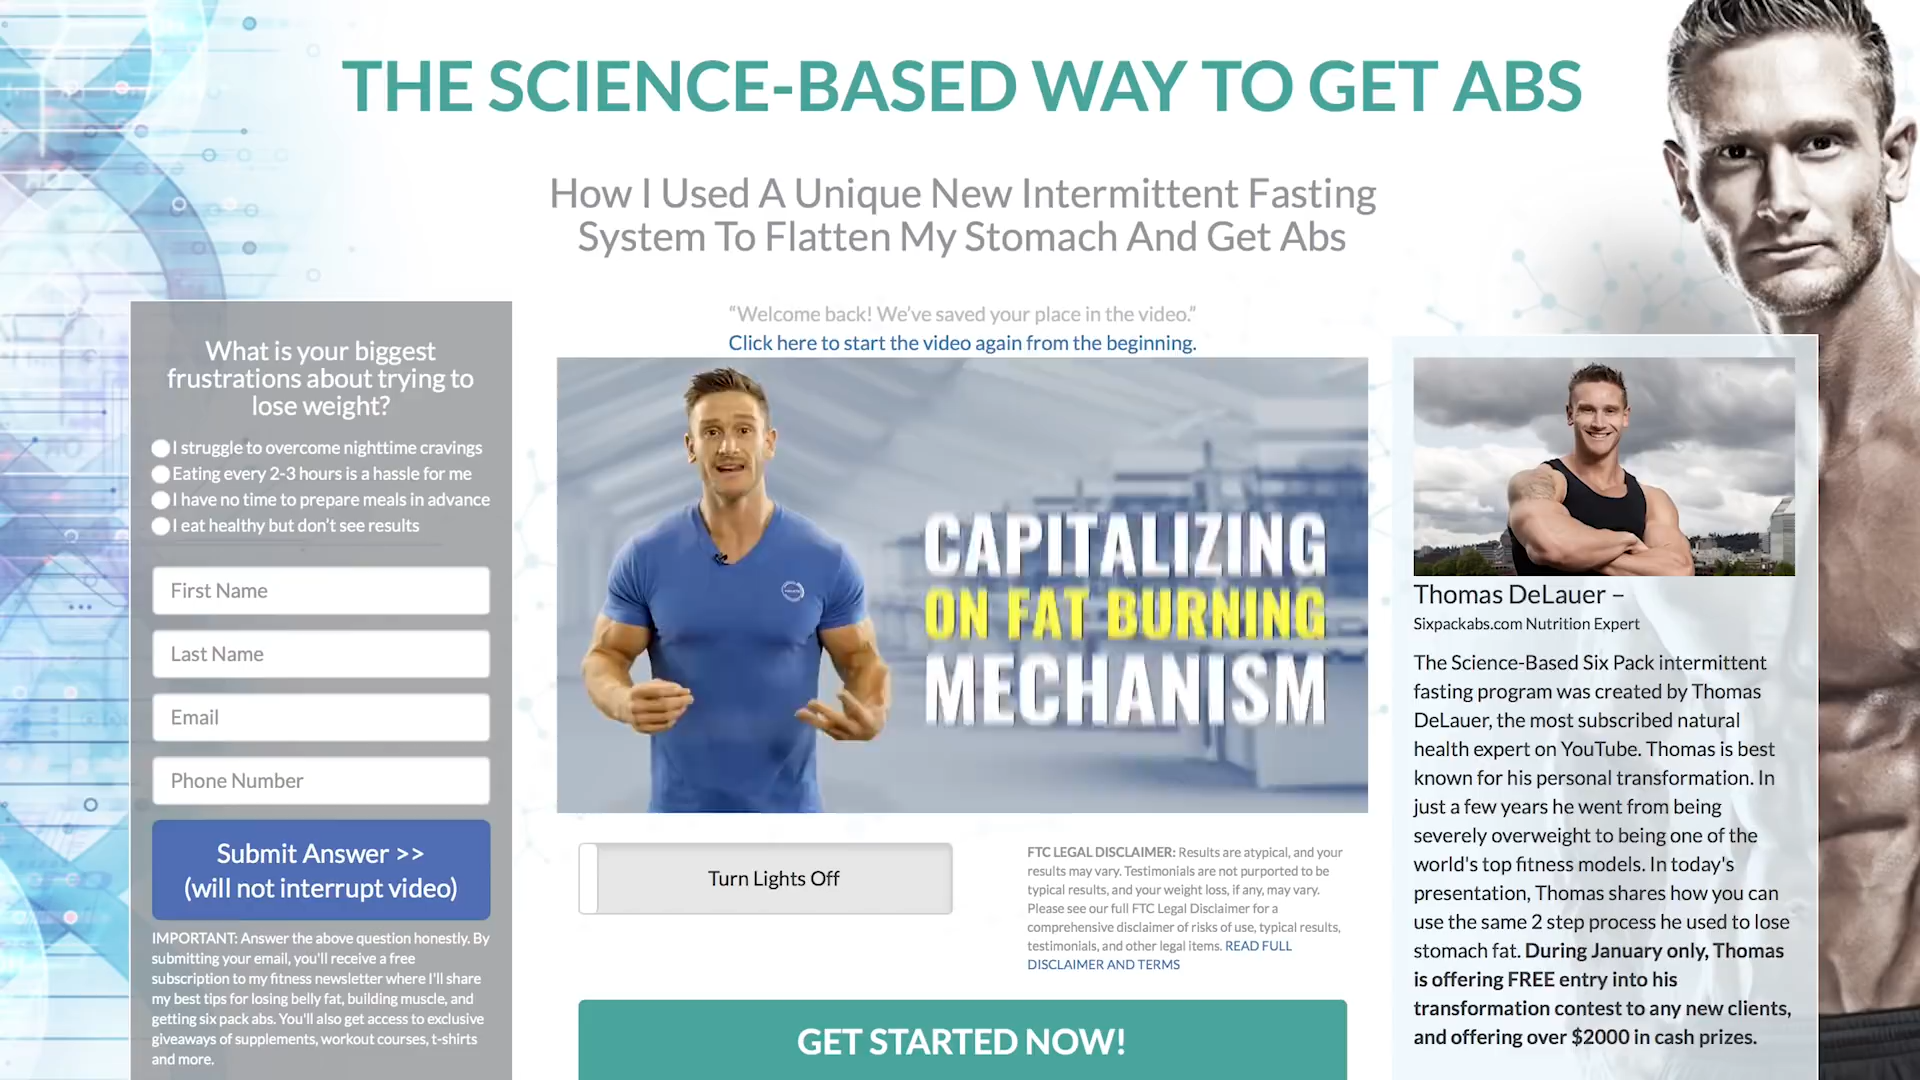 THE SCIENCE-BASED WAY TO GET ABS
How I Used A Unique New Intermittent Fasting
System To Flatten My Stomach And Get Abs
What is your biggest
frustrations about trying to
lose weight?
I struggle to overcome nighttime cravings
Eating every 2-3 hours is a hassle for me
I have no time to prepare meals in advance
I eat healthy but don't see results
First Name
Last Name
Email
Phone Number
Submit Answer >>
(will not interrupt video)
IMPORTANT: Answer the above question honestly. By
submitting your email, you'll receive a free
subscription to my fitness newsletter where I'll share
my best tips for losing belly fat, building muscle, and
getting six pack abs. You'll also get access to exclusive
giveaways of supplements, workout courses, t-shirts
and more.
“Welcome back! We've saved your place in the video.”
Click here to start the video again from the beginning.
CAPITALIZING
ON FAT BURNING
MECHANISM
Turn Lights Off
FTC LEGAL DISCLAIMER: Results are atypical, and your
results may vary. Testimonials are not purported to be
typical results, and your weight loss, if any, may vary.
Please see our full FTC Legal Disclaimer for a
comprehensive disclaimer of risks of use, typical results,
testimonials, and other legal items. READ FULL
DISCLAIMER AND TERMS
GET STARTED NOW!
Thomas DeLauer –
Sixpackabs.com Nutrition Expert
The Science-Based Six Pack intermittent
fasting program was created by Thomas
DeLauer, the most subscribed natural
health expert on YouTube. Thomas is best
known for his personal transformation. In
just a few years he went from being
severely overweight to being one of the
world's top fitness models. In today's
presentation, Thomas shares how you can
use the same 2 step process he used to lose
stomach fat. During January only, Thomas
is offering FREE entry into his
transformation contest to any new clients,
and offering over $2000 in cash prizes.